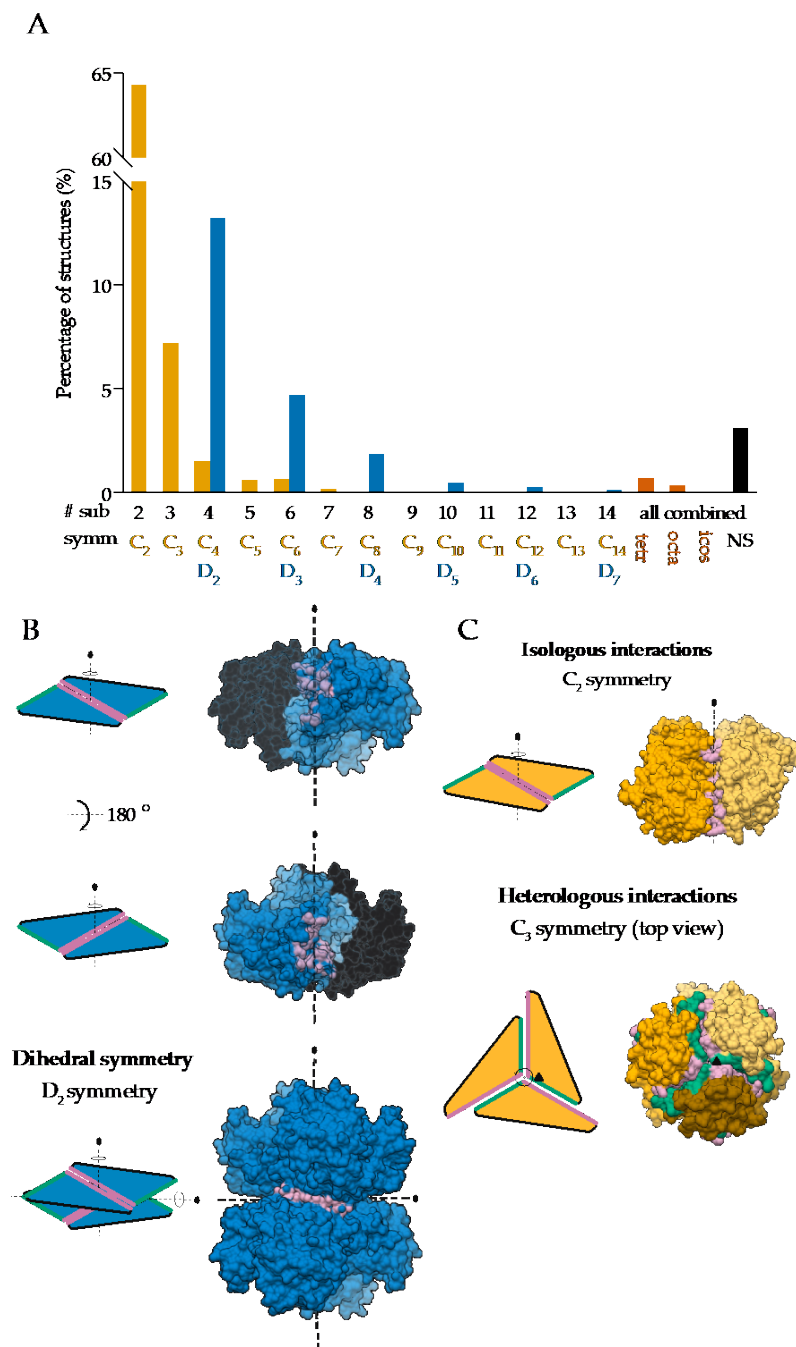 A
Percentage of structures (%)
65
60
15
10
5
0
# sub 2 3 4 5 6 7 8 9 10 11 12 13 14 all combined
symm C2 C3 C4 C5 C6 C7 C8 C9 C10 C11 C12 C13 C14 tetr octa icos NS
D2 D3 D4 D5 D6 D7
B
180 °
Dihedral symmetry
D2 symmetry
C
Isologous interactions
C2 symmetry
Heterologous interactions
C3 symmetry (top view)